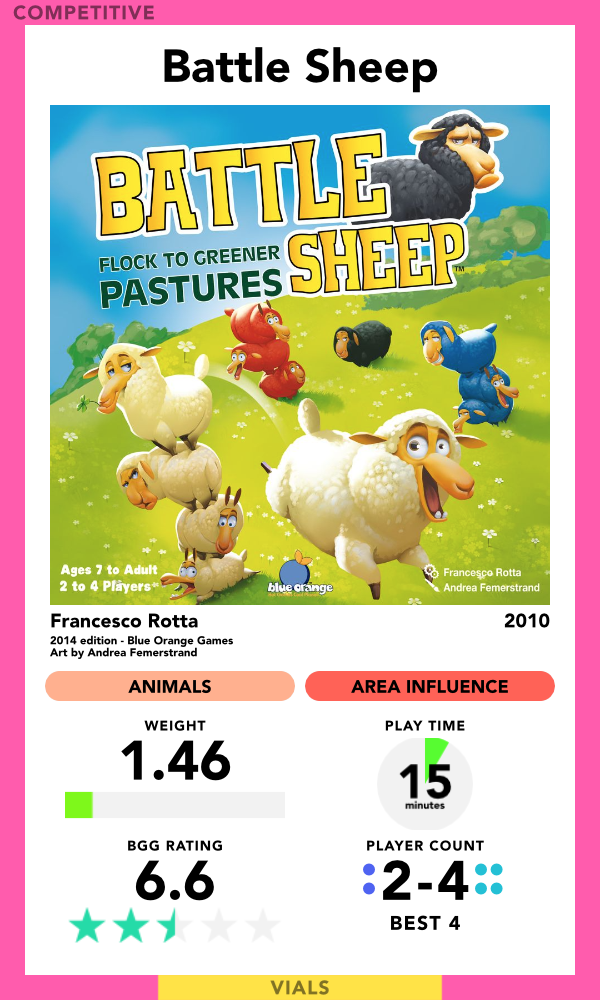 COMPETITIVE
Battle Sheep
BATTLE
SHEEP™
FLOCK TO GREENER
PASTURES
Ages 7 to Adult
2 to 4 Players
blue orange
Francesco Rotta
Andrea Femerstrand
Francesco Rotta
2010
2014 edition - Blue Orange Games
Art by Andrea Femerstrand
ANIMALS
AREA INFLUENCE
WEIGHT
1.46
PLAY TIME
15
minutes
BGG RATING
6.6
PLAYER COUNT
2-4
BEST 4
VIALS